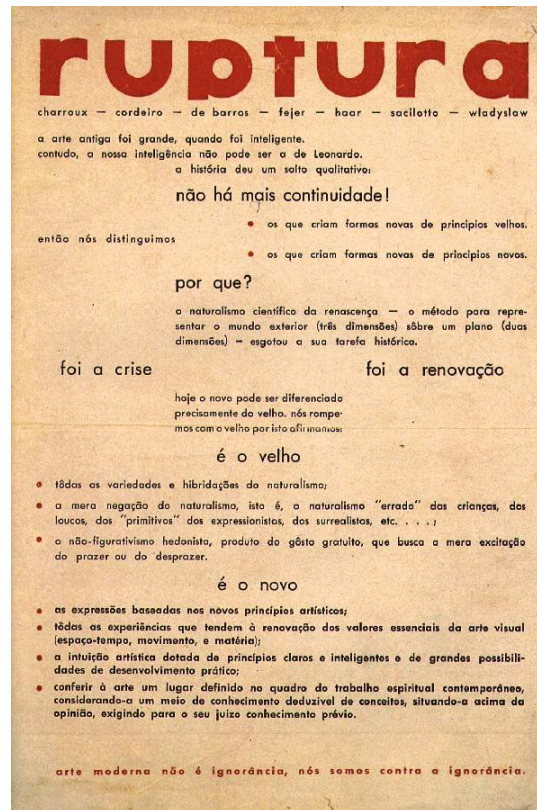 ruptura
charroux – cordeiro – de barros – fejer – haar – sacilotto – wladyslaw
a arte antiga foi grande, quando foi inteligente.
contudo, a nossa inteligência não pode ser a de Leonardo.
a história deu um salto qualitativo:
não há mais continuidade!
• os que criam formas novas de principios velhos.
então nós distinguimos
• os que criam formas novas de principios novos.
por que?
o naturalismo científico da renascença — o método para repre-
sentar o mundo exterior (três dimensões) sôbre um plano (duas
dimensões) — esgotou a sua tarefa histórica.
foi a crise foi a renovação
hoje o novo pode ser diferenciado
precisamente do velho. nós rompe-
mos com o velho por isto afirmamos:
é o velho
• tôdas as variedades e hibridações do naturalismo;
• a mera negação do naturalismo, isto é, o naturalismo "errado" das crianças, dos
loucos, dos "primitivos" dos expressionistas, dos surrealistas, etc. . . . ;
• o não-figurativismo hedonista, produto do gôsto gratuito, que busca a mera excitação
do prazer ou do desprazer.
é o novo
• as expressões baseadas nos novos princípios artísticos;
• tôdas as experiências que tendem à renovação dos valores essenciais da arte visual
(espaço-tempo, movimento, e matéria);
• a intuição artística dotada de princípios claros e inteligentes e de grandes possibili-
dades de desenvolvimento prático;
• conferir à arte um lugar definido no quadro do trabalho espiritual contemporâneo,
considerando-a um meio de conhecimento deduzivel de conceitos, situando-a acima da
opinião, exigindo para o seu juizo conhecimento prévio.
arte moderna não é ignorância, nós somos contra a ignorância.